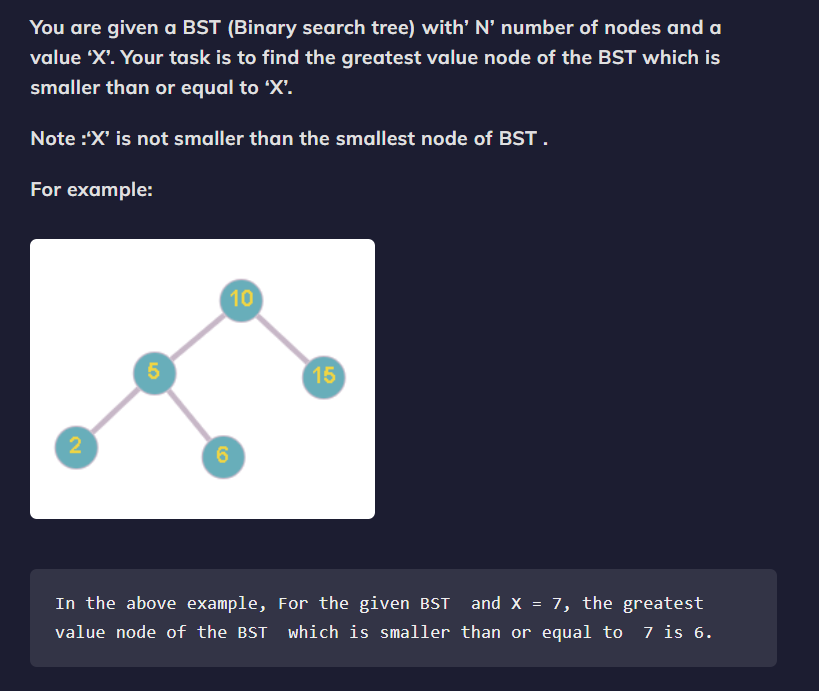 You are given a BST (Binary search tree) with’ N’ number of nodes and a
value ‘X’. Your task is to find the greatest value node of the BST which is
smaller than or equal to ‘X’.
Note :‘X’ is not smaller than the smallest node of BST .
For example:
10
5
15
2
6
In the above example, For the given BST  and X = 7, the greatest
value node of the BST  which is smaller than or equal to  7 is 6.